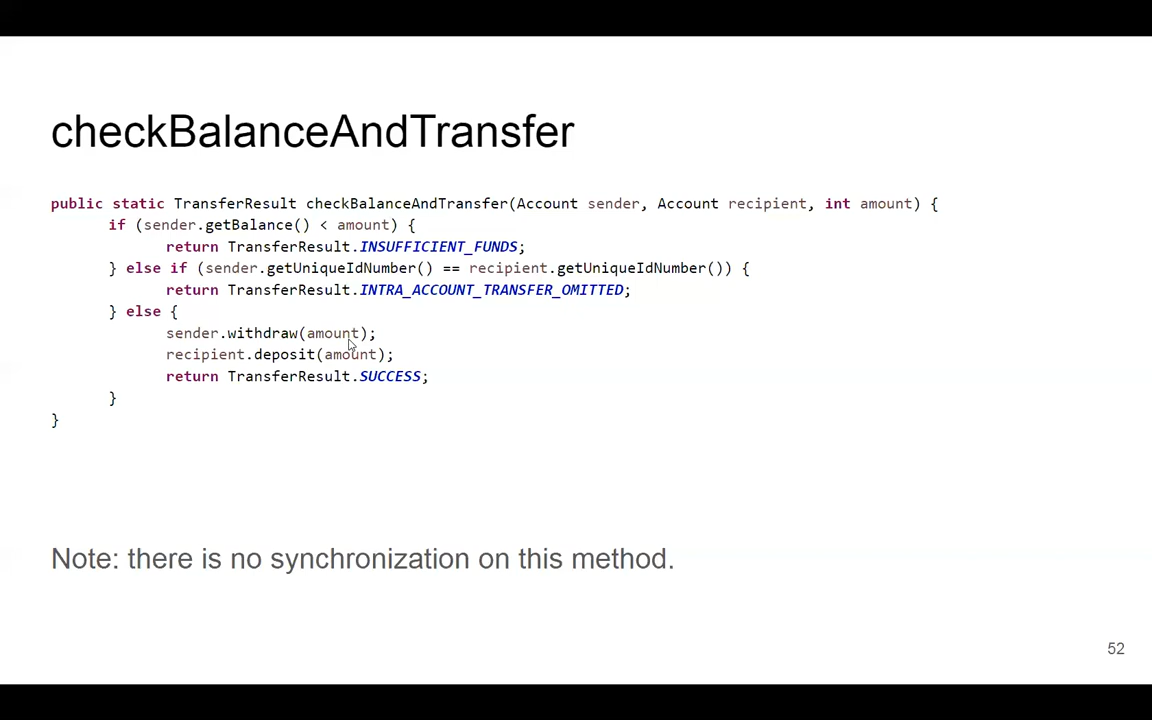 checkBalanceAndTransfer
public static TransferResult checkBalanceAndTransfer(Account sender, Account recipient, int amount) {
if (sender.getBalance() < amount) {
return TransferResult.INSUFFICIENT_FUNDS;
} else if (sender.getUniqueIdNumber() == recipient.getUniqueIdNumber()) {
return TransferResult.INTRA_ACCOUNT_TRANSFER_OMITTED;
} else {
sender.withdraw(amount);
recipient.deposit(amount);
return TransferResult.SUCCESS;
}
}
Note: there is no synchronization on this method.
52